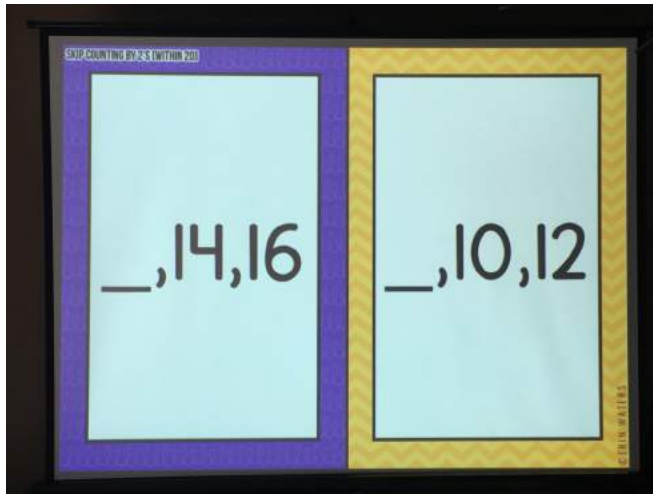 SKIP COUNTING BY 2'S (WITHIN 20)
_,14,16
_,10,12
©ERIN WATERS